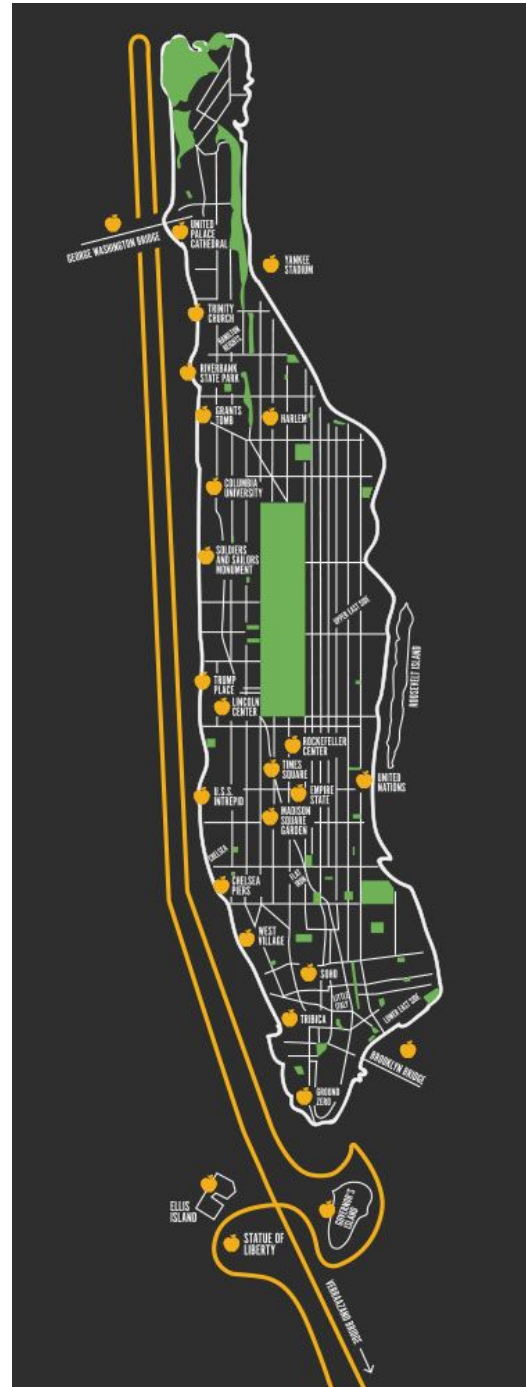 GEORGE WASHINGTON BRIDGE
UNITED
PALACE
CATHEDRAL
YANKEE
STADIUM
TRINITY
CHURCH
HAMILTON
HEIGHTS
RIVERBANK
STATE PARK
GRANTS
TOMB
HARLEM
COLUMBIA
UNIVERSITY
SOLDIERS
AND SAILORS
MONUMENT
UPPER EAST SIDE
ROOSEVELT ISLAND
TRUMP
PLACE
LINCOLN
CENTER
ROCKEFELLER
CENTER
TIMES
SQUARE
UNITED
NATIONS
U.S.S.
INTREPID
EMPIRE
STATE
MADISON
SQUARE
GARDEN
CHELSEA
FLAT
IRON
CHELSEA
PIERS
WEST
VILLAGE
SOHO
LITTLE
ITALY
LOWER EAST SIDE
TRIBICA
BROOKLYN BRIDGE
GROUND
ZERO
ELLIS
ISLAND
GOVERNOR'S
ISLAND
STATUE OF
LIBERTY
VERRAAZANO BRIDGE